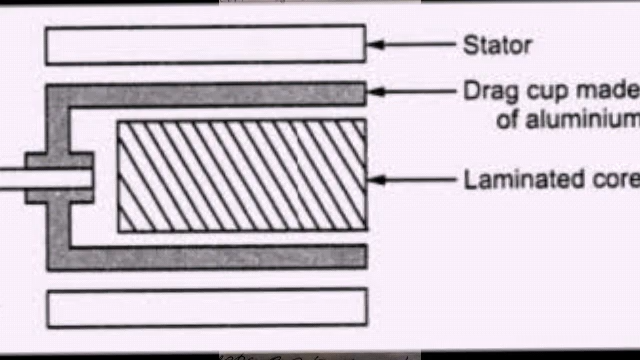 Stator
Drag cup made
of aluminium
Laminated core